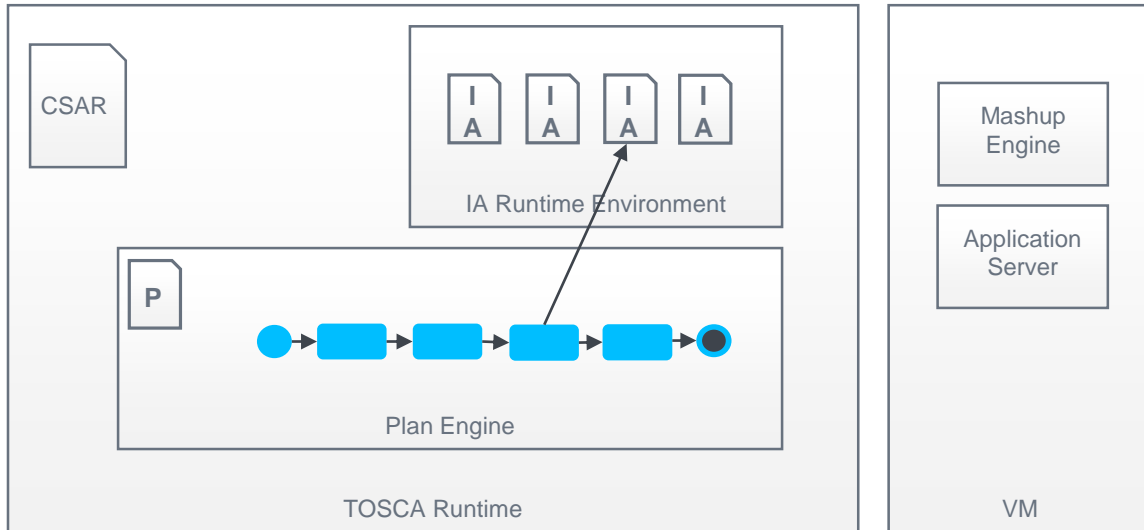 CSAR
I
A
I
A
I
A
I
A
IA Runtime Environment
P
Plan Engine
TOSCA Runtime
Mashup
Engine
Application
Server
VM